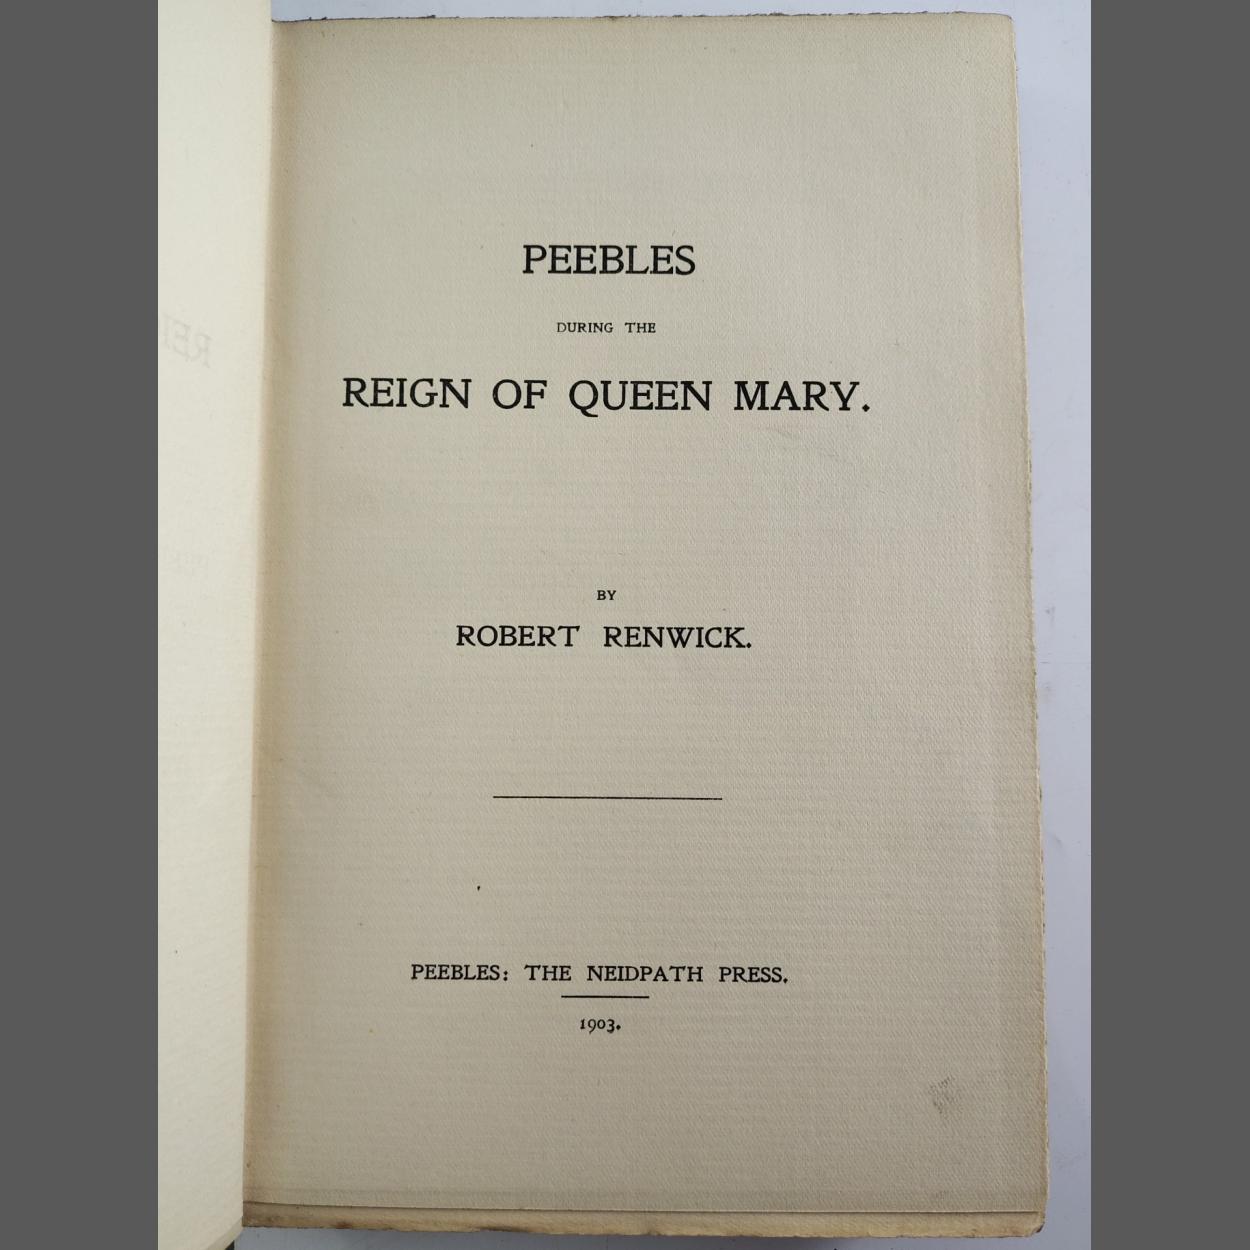 PEEBLES
DURING THE
REIGN OF QUEEN MARY.
BY
ROBERT RENWICK.
PEEBLES: THE NEIDPATH PRESS.
1903.